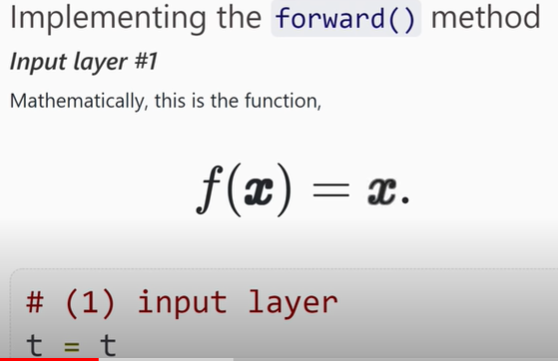 Implementing the forward() method
Input layer #1
Mathematically, this is the function,
f(x) = x.
# (1) input layer
t = t